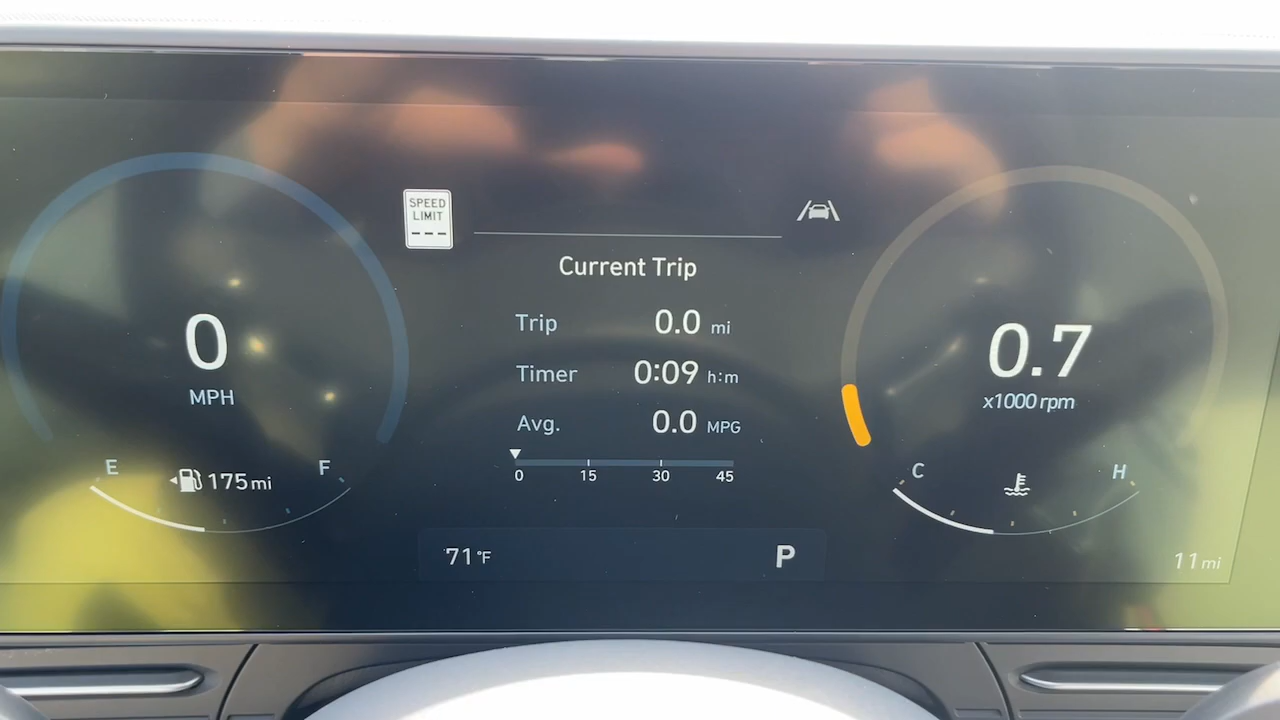 SPEED
LIMIT
---
Current Trip
Trip 0.0 mi
Timer 0:09 h:m
Avg. 0.0 MPG
0 15 30 45
0
MPH
E F
175 mi
0.7
x1000 rpm
C H
71°F P
11 mi